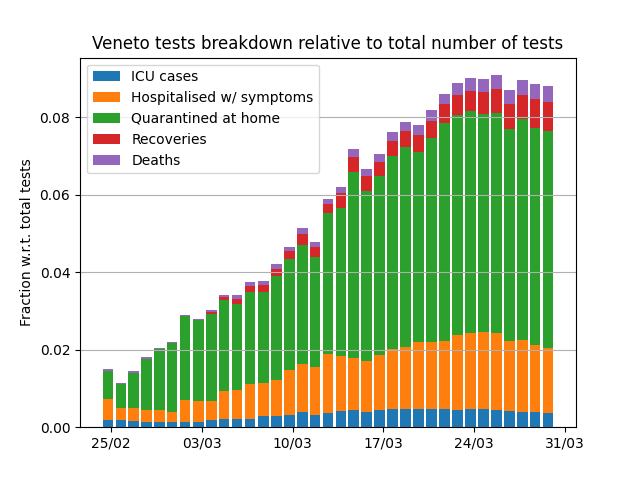 Veneto tests breakdown relative to total number of tests
ICU cases
Hospitalised w/ symptoms
Quarantined at home
Recoveries
Deaths
Fraction w.r.t. total tests
0.08
0.06
0.04
0.02
0.00
25/02
03/03
10/03
17/03
24/03
31/03